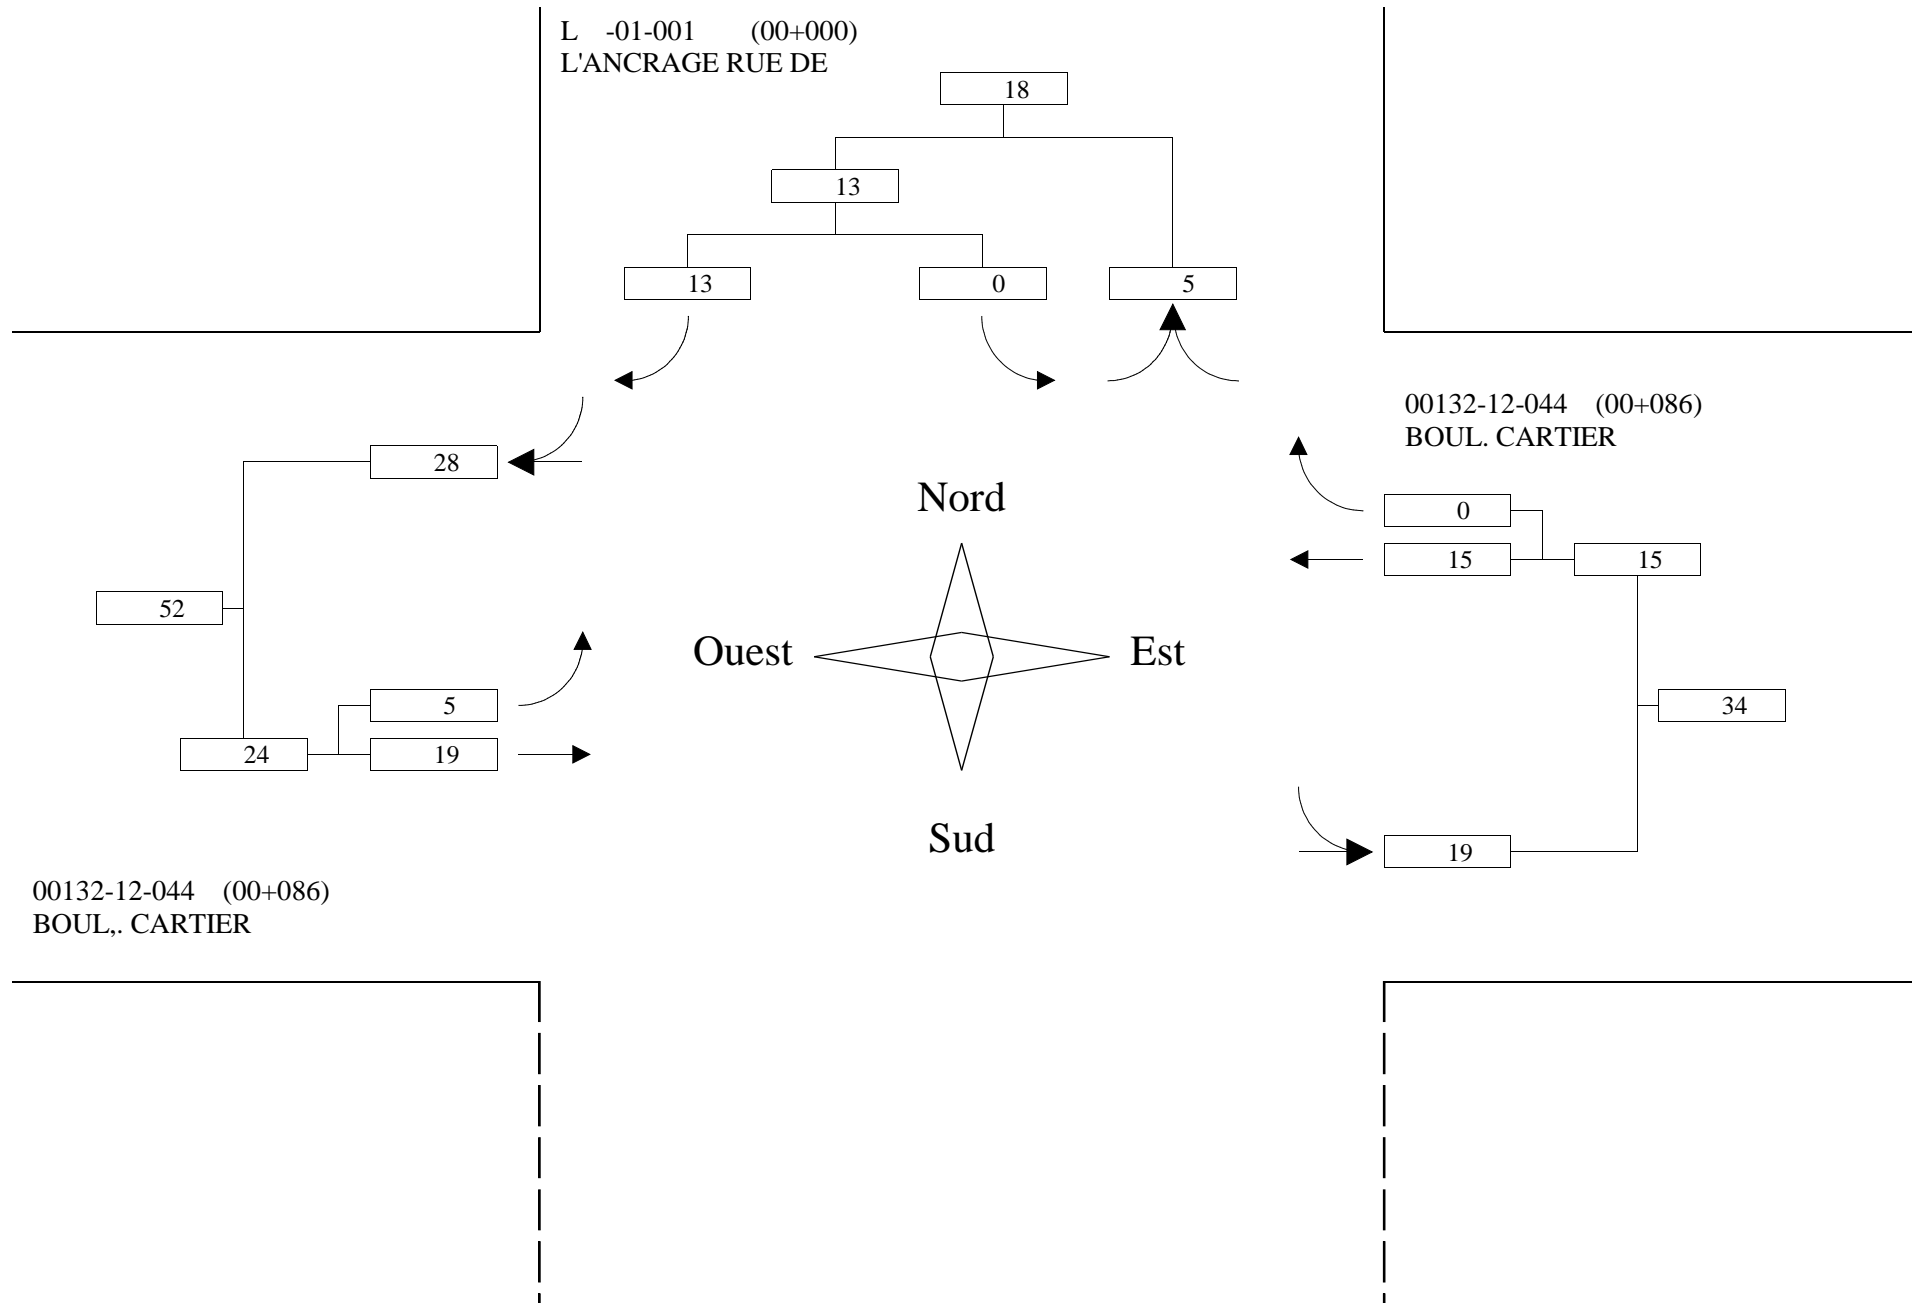 L -01-001 (00+000)
L'ANCRAGE RUE DE
18
13
13 0 5
00132-12-044 (00+086)
BOUL. CARTIER
28
Nord
0
15 15
52
Ouest Est
5
34
24 19
Sud
19
00132-12-044 (00+086)
BOUL,. CARTIER